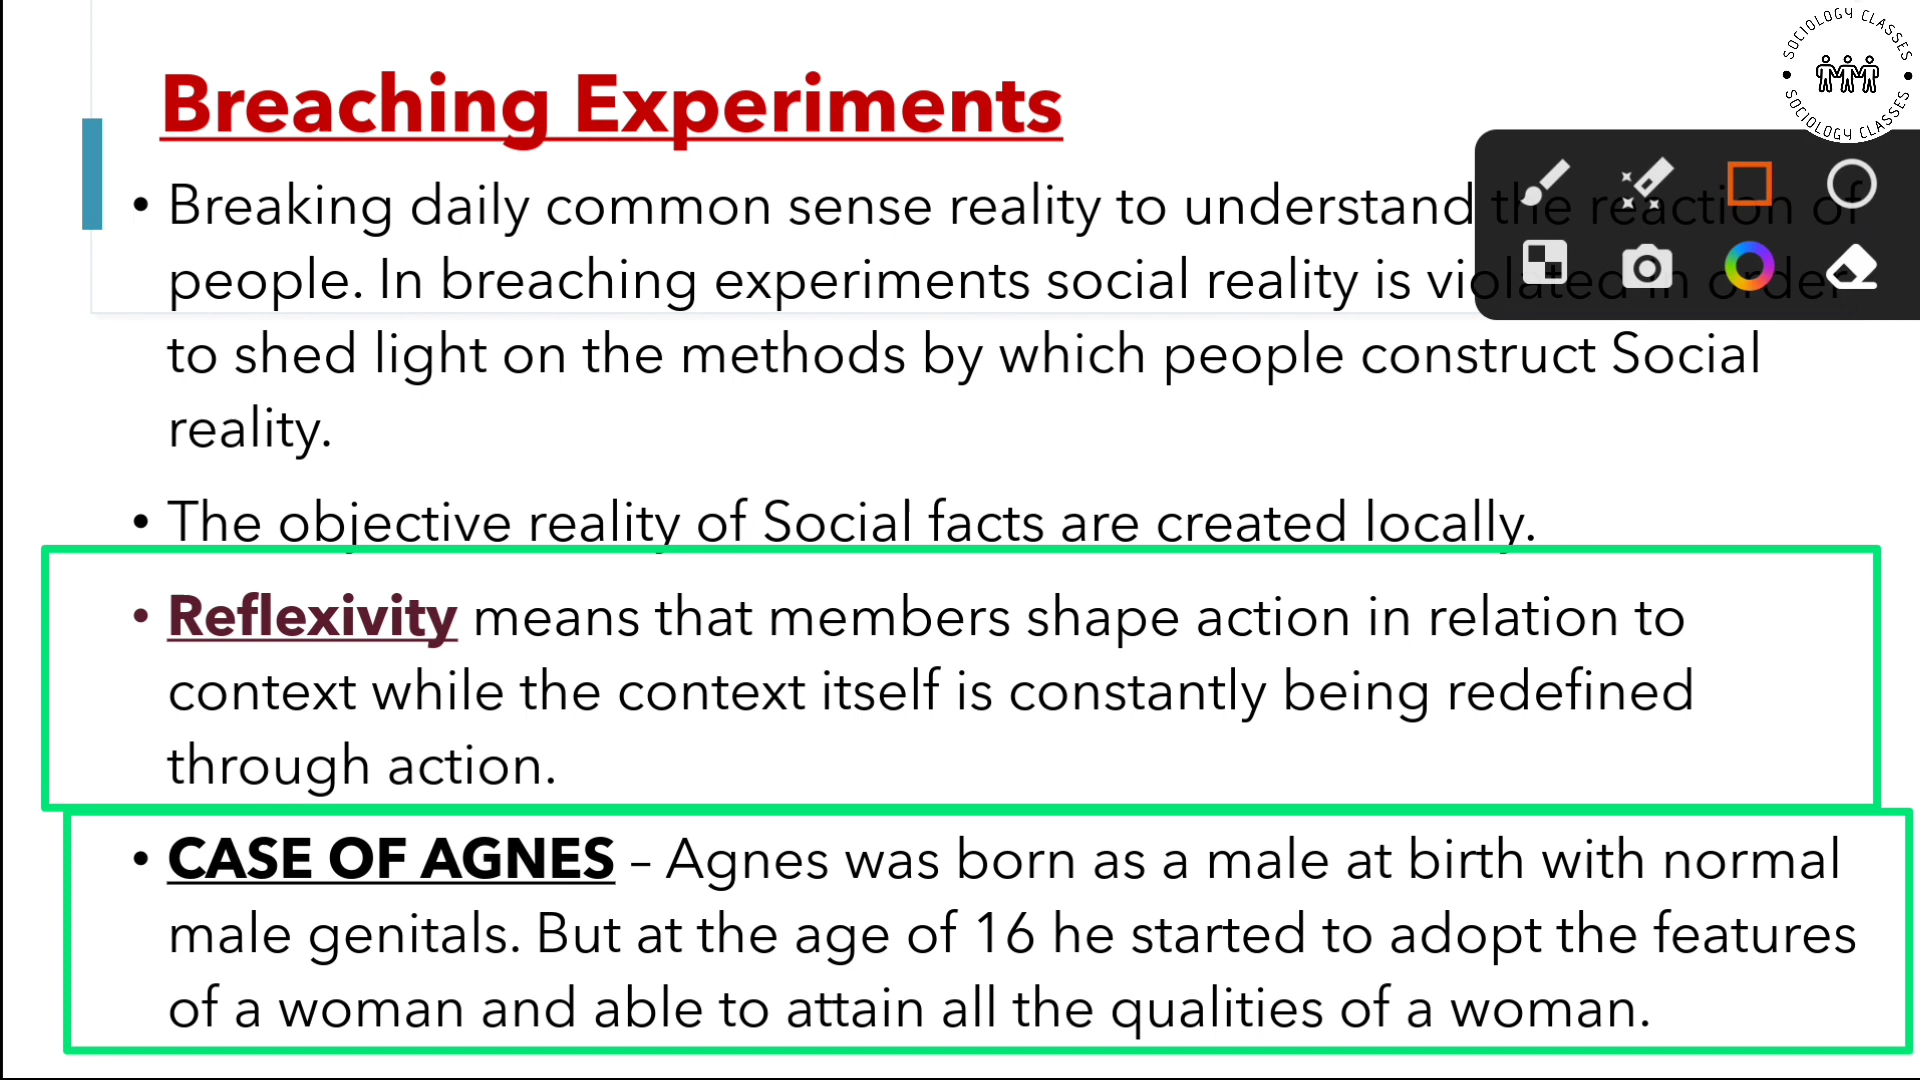 SOCIOLOGY CLASSES
SOCIOLOGY CLASSES
Breaching Experiments
• Breaking daily common sense reality to understand the reaction of
people. In breaching experiments social reality is violated in order
to shed light on the methods by which people construct Social
reality.
• The objective reality of Social facts are created locally.
• Reflexivity means that members shape action in relation to
context while the context itself is constantly being redefined
through action.
• CASE OF AGNES – Agnes was born as a male at birth with normal
male genitals. But at the age of 16 he started to adopt the features
of a woman and able to attain all the qualities of a woman.